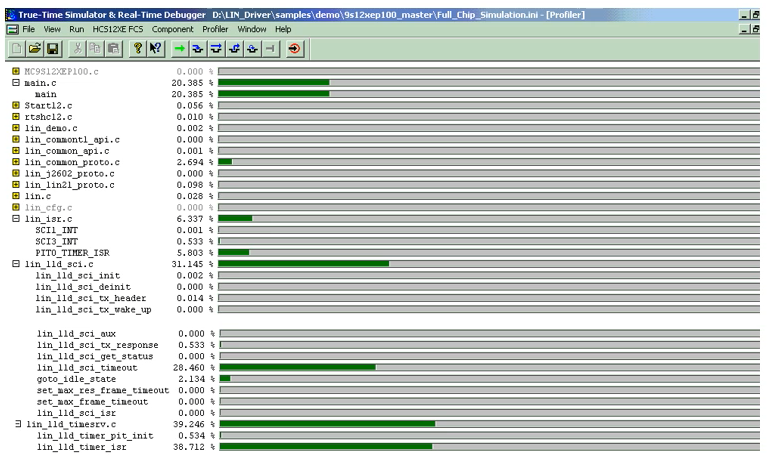 True-Time Simulator & Real-Time Debugger D:\LIN_Driver\samples\demo\9s12xep100_master\Full_Chip_Simulation.ini - [Profiler]
File View Run HCS12XE FCS Component Profiler Window Help
MC9S12XEP100.c 0.000 %
main.c 20.385 %
main 20.385 %
Start12.c 0.056 %
rtshc12.c 0.010 %
lin_demo.c 0.002 %
lin_commontl_api.c 0.000 %
lin_common_api.c 0.001 %
lin_common_proto.c 2.694 %
lin_j2602_proto.c 0.000 %
lin_lin21_proto.c 0.098 %
lin.c 0.028 %
lin_cfg.c 0.000 %
lin_isr.c 6.337 %
SCI1_INT 0.001 %
SCI3_INT 0.533 %
PIT0_TIMER_ISR 5.803 %
lin_lld_sci.c 31.145 %
lin_lld_sci_init 0.002 %
lin_lld_sci_deinit 0.000 %
lin_lld_sci_tx_header 0.014 %
lin_lld_sci_tx_wake_up 0.000 %
lin_lld_sci_aux 0.000 %
lin_lld_sci_tx_response 0.533 %
lin_lld_sci_get_status 0.000 %
lin_lld_sci_timeout 28.460 %
goto_idle_state 2.134 %
set_max_res_frame_timeout 0.000 %
set_max_frame_timeout 0.000 %
lin_lld_sci_isr 0.000 %
lin_lld_timesrv.c 39.246 %
lin_lld_timer_pit_init 0.534 %
lin_lld_timer_isr 38.712 %